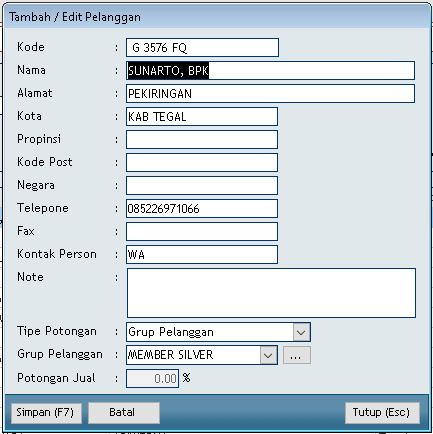 Tambah / Edit Pelanggan
Kode : G 3576 FQ
Nama : SUNARTO, BPK
Alamat : PEKIRINGAN
Kota : KAB TEGAL
Propinsi :
Kode Post :
Negara :
Telepone : 085226971066
Fax :
Kontak Person : WA
Note :
Tipe Potongan : Grup Pelanggan
Grup Pelanggan : MEMBER SILVER ...
Potongan Jual : 0.00 %
Simpan (F7) Batal Tutup (Esc)